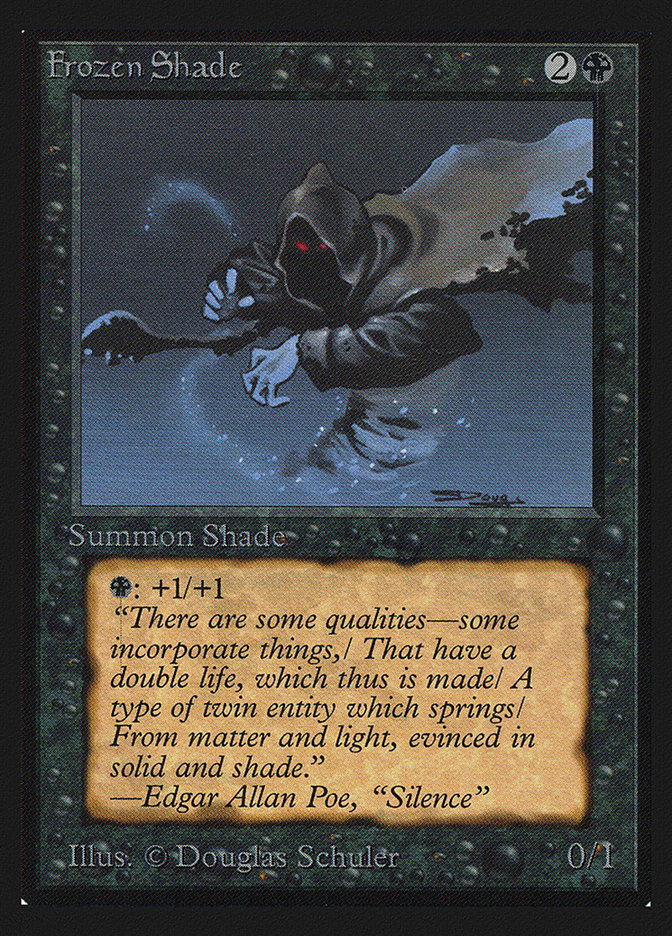 Frozen Shade 2
Doug S
Summon Shade
: +1/+1
“There are some qualities—some
incorporate things,/ That have a
double life, which thus is made/ A
type of twin entity which springs/
From matter and light, evinced in
solid and shade.”
—Edgar Allan Poe, “Silence”
Illus. © Douglas Schuler 0/1